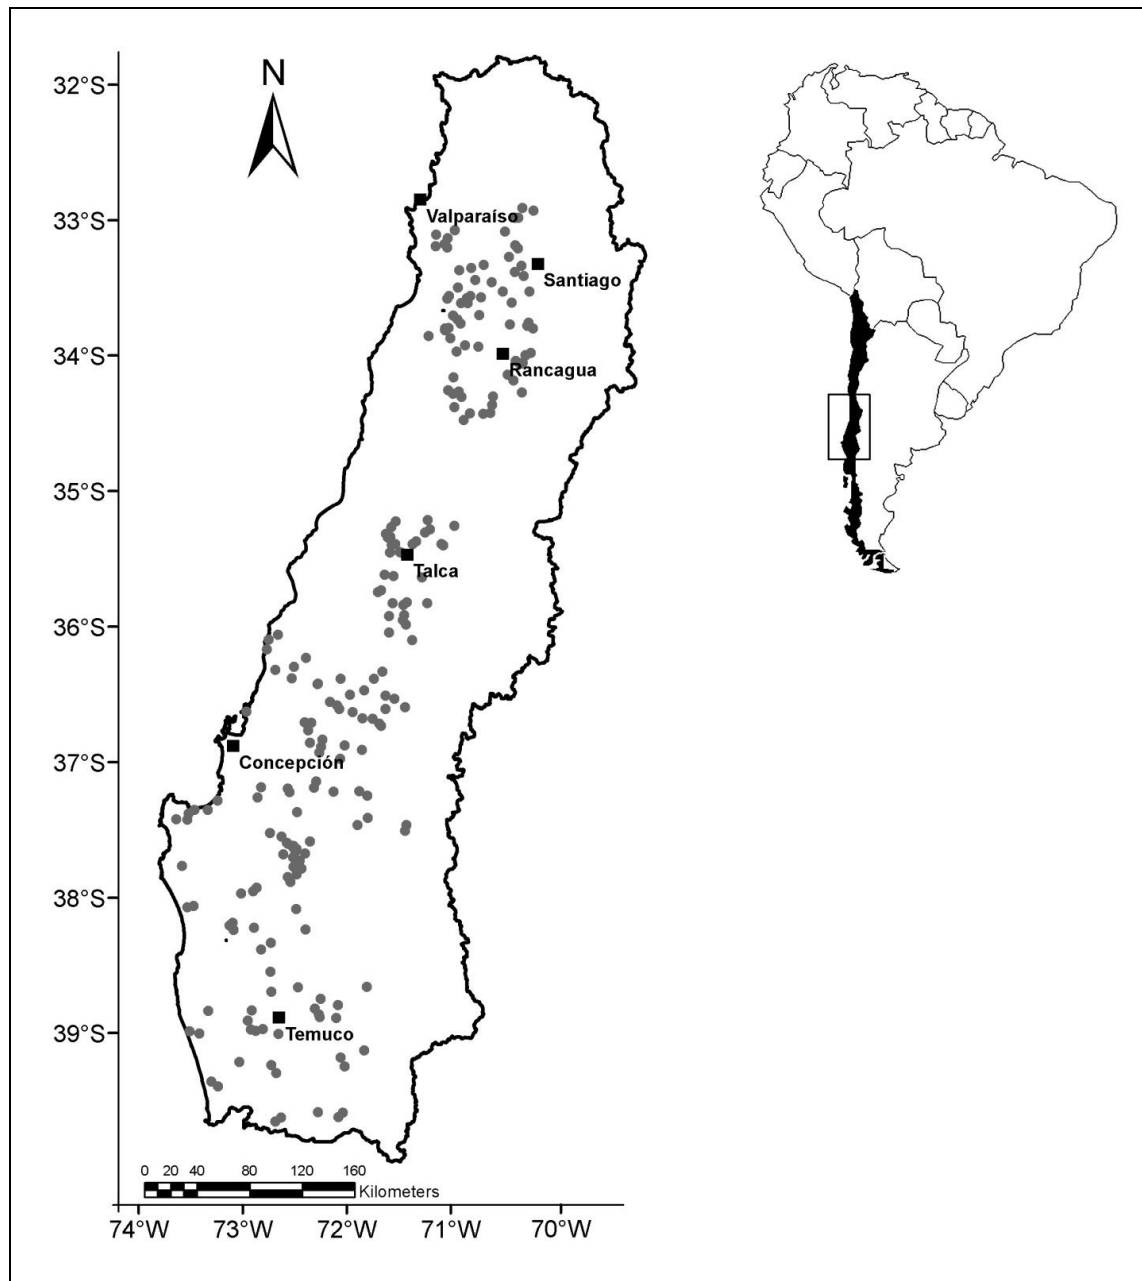 N
32°S
33°S
34°S
35°S
36°S
37°S
38°S
39°S
Valparaíso
Santiago
Rancagua
Talca
Concepción
Temuco
0 20 40 80 120 160
Kilometers
74°W 73°W 72°W 71°W 70°W